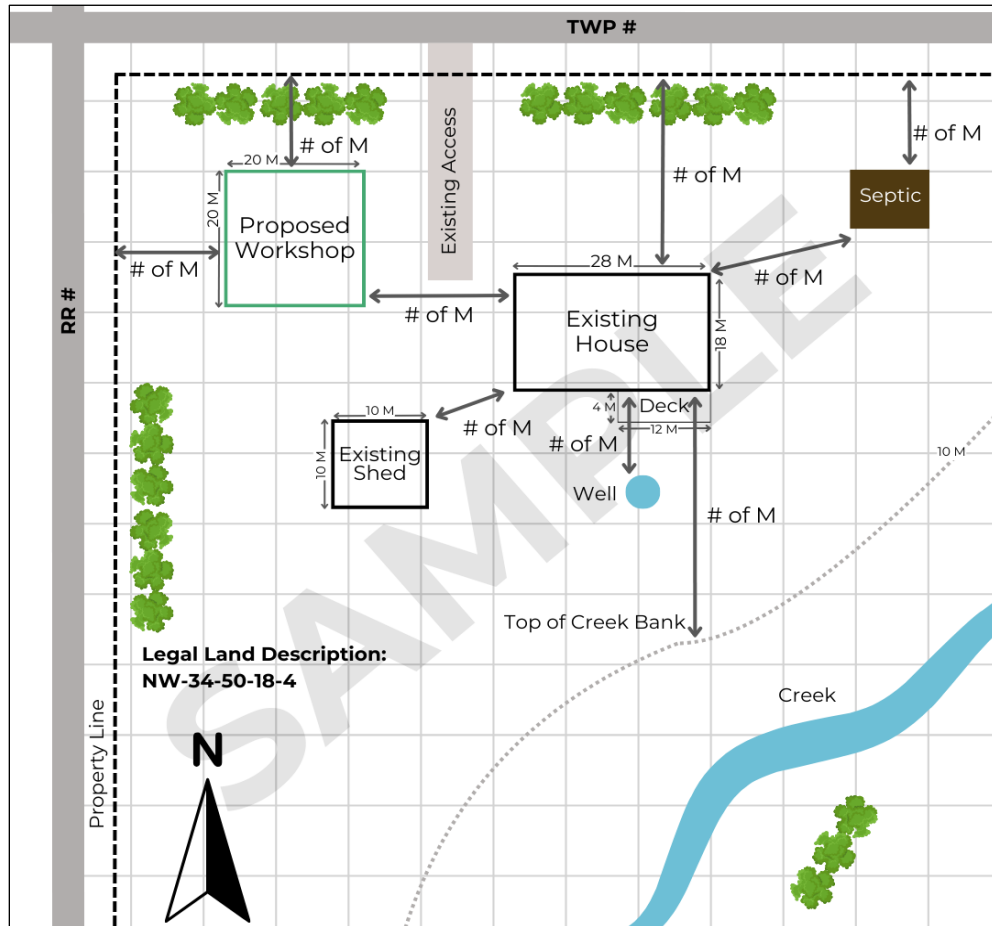 TWP #
RR #
Property Line
# of M
20 M
20 M
Proposed
Workshop
# of M
Existing Access
# of M
# of M
Septic
# of M
# of M
28 M
18 M
Existing
House
# of M
10 M
10 M
Existing
Shed
4 M
Deck
12 M
# of M
Well
# of M
10 M
Top of Creek Bank
Legal Land Description:
NW-34-50-18-4
Creek
N
SAMPLE